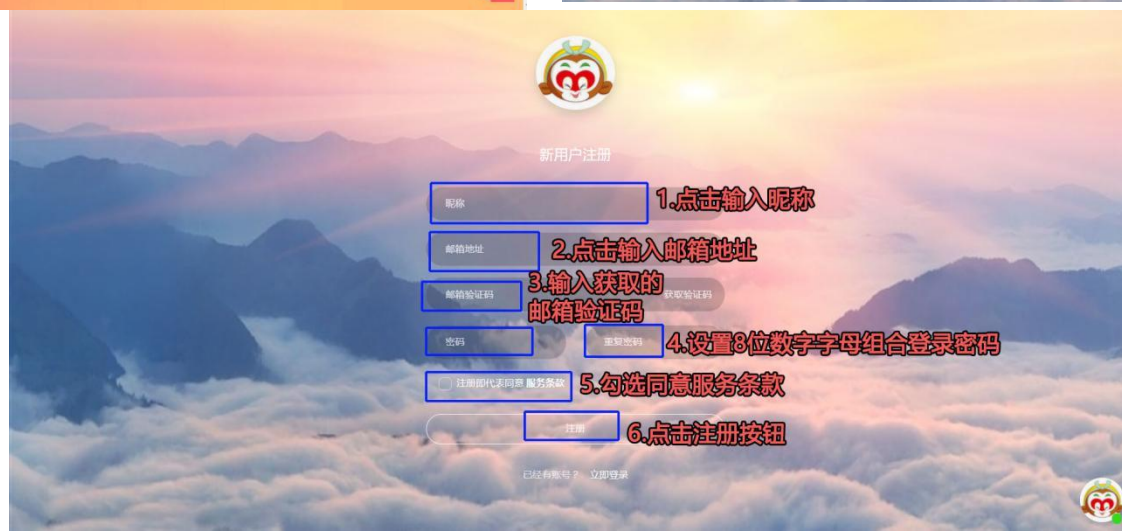 新用户注册
昵称
1.点击输入昵称
邮箱地址
2.点击输入邮箱地址
邮箱验证码
3.输入获取的
邮箱验证码
获取验证码
密码
重复密码
4.设置8位数字字母组合登录密码
注册即代表同意 服务条款
5.勾选同意服务条款
注册
6.点击注册按钮
已经有账号？ 立即登录